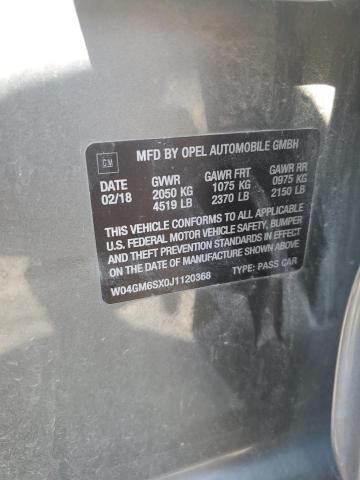 GM
MFD BY OPEL AUTOMOBILE GMBH
DATE GVWR GAWR FRT GAWR RR
02/18 2050 KG 1075 KG 0975 KG
4519 LB 2370 LB 2150 LB
THIS VEHICLE CONFORMS TO ALL APPLICABLE
U.S. FEDERAL MOTOR VEHICLE SAFETY, BUMPER
AND THEFT PREVENTION STANDARDS IN EFFECT
ON THE DATE OF MANUFACTURE SHOWN ABOVE.
W04GM6SX0J1120368 TYPE: PASS CAR